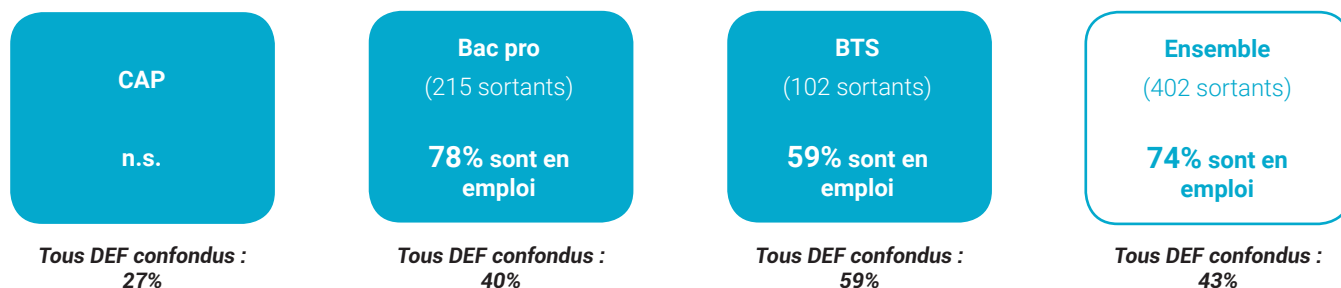 CAP
n.s.
Tous DEF confondus :
27%
Bac pro
(215 sortants)
78% sont en
emploi
Tous DEF confondus :
40%
BTS
(102 sortants)
59% sont en
emploi
Tous DEF confondus :
59%
Ensemble
(402 sortants)
74% sont en
emploi
Tous DEF confondus :
43%